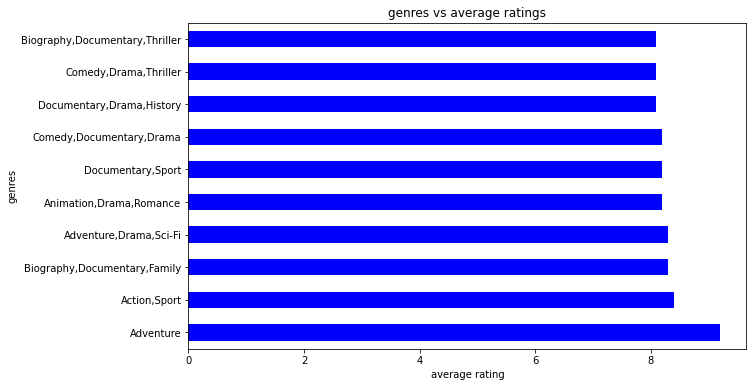 genres vs average ratings
Biography,Documentary,Thriller
Comedy,Drama,Thriller
Documentary,Drama,History
Comedy,Documentary,Drama
Documentary,Sport
Animation,Drama,Romance
Adventure,Drama,Sci-Fi
Biography,Documentary,Family
Action,Sport
Adventure
genres
0 2 4 6 8
average rating